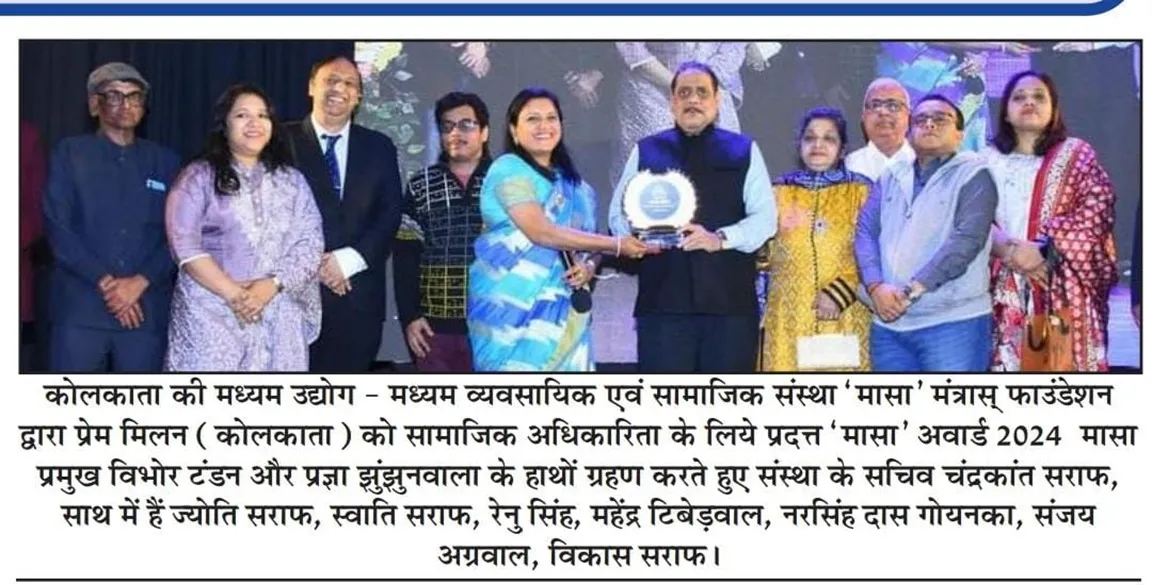 कोलकाता की मध्यम उद्योग - मध्यम व्यवसायिक एवं सामाजिक संस्था ‘मासा’ मंत्रास् फाउंडेशन
द्वारा प्रेम मिलन ( कोलकाता ) को सामाजिक अधिकारिता के लिये प्रदत्त ‘मासा’ अवार्ड 2024 मासा
प्रमुख विभोर टंडन और प्रज्ञा झुंझुनवाला के हाथों ग्रहण करते हुए संस्था के सचिव चंद्रकांत सराफ,
साथ में हैं ज्योति सराफ, स्वाति सराफ, रेनु सिंह, महेंद्र टिबेड़वाल, नरसिंह दास गोयनका, संजय
अग्रवाल, विकास सराफ।